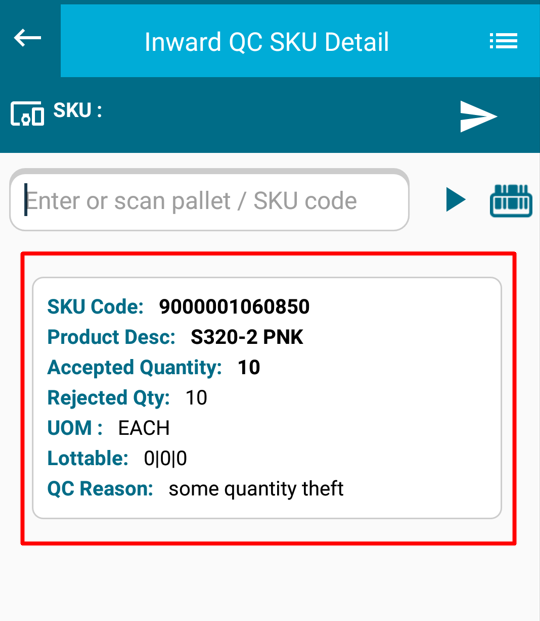 Inward QC SKU Detail
SKU :
Enter or scan pallet / SKU code
SKU Code: 9000001060850
Product Desc: S320-2 PNK
Accepted Quantity: 10
Rejected Qty: 10
UOM : EACH
Lottable: 0|0|0
QC Reason: some quantity theft